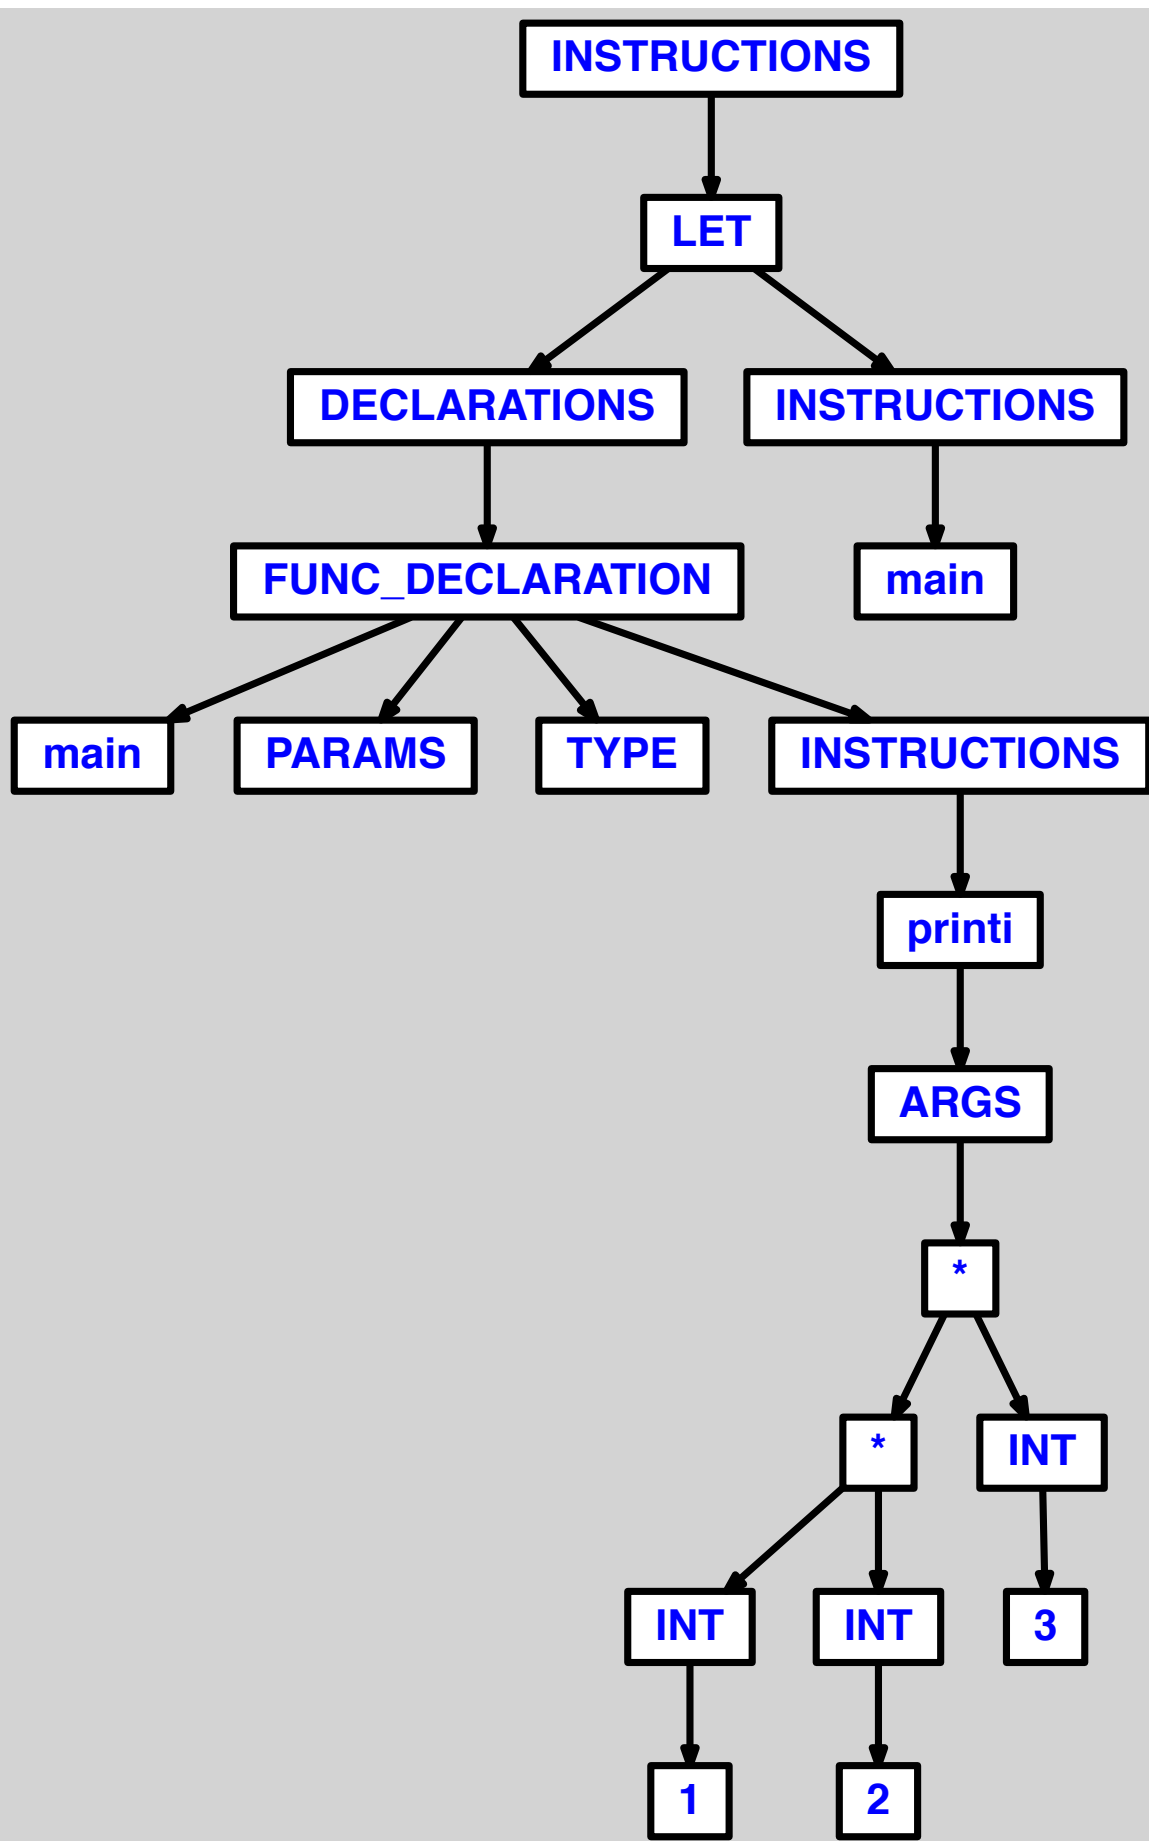 INSTRUCTIONS
LET
DECLARATIONS
INSTRUCTIONS
FUNC_DECLARATION
main
main
PARAMS
TYPE
INSTRUCTIONS
printi
ARGS
*
*
INT
INT
INT
3
1
2